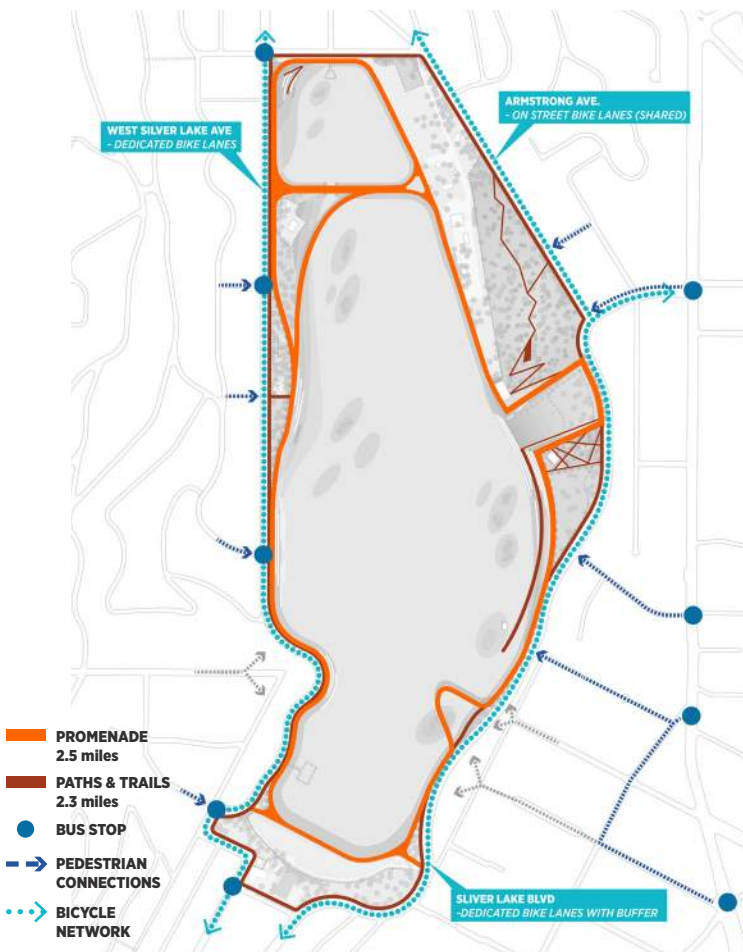 WEST SILVER LAKE AVE
- DEDICATED BIKE LANES
ARMSTRONG AVE.
- ON STREET BIKE LANES (SHARED)
PROMENADE
2.5 miles
PATHS & TRAILS
2.3 miles
BUS STOP
PEDESTRIAN
CONNECTIONS
BICYCLE
NETWORK
SLIVER LAKE BLVD
-DEDICATED BIKE LANES WITH BUFFER